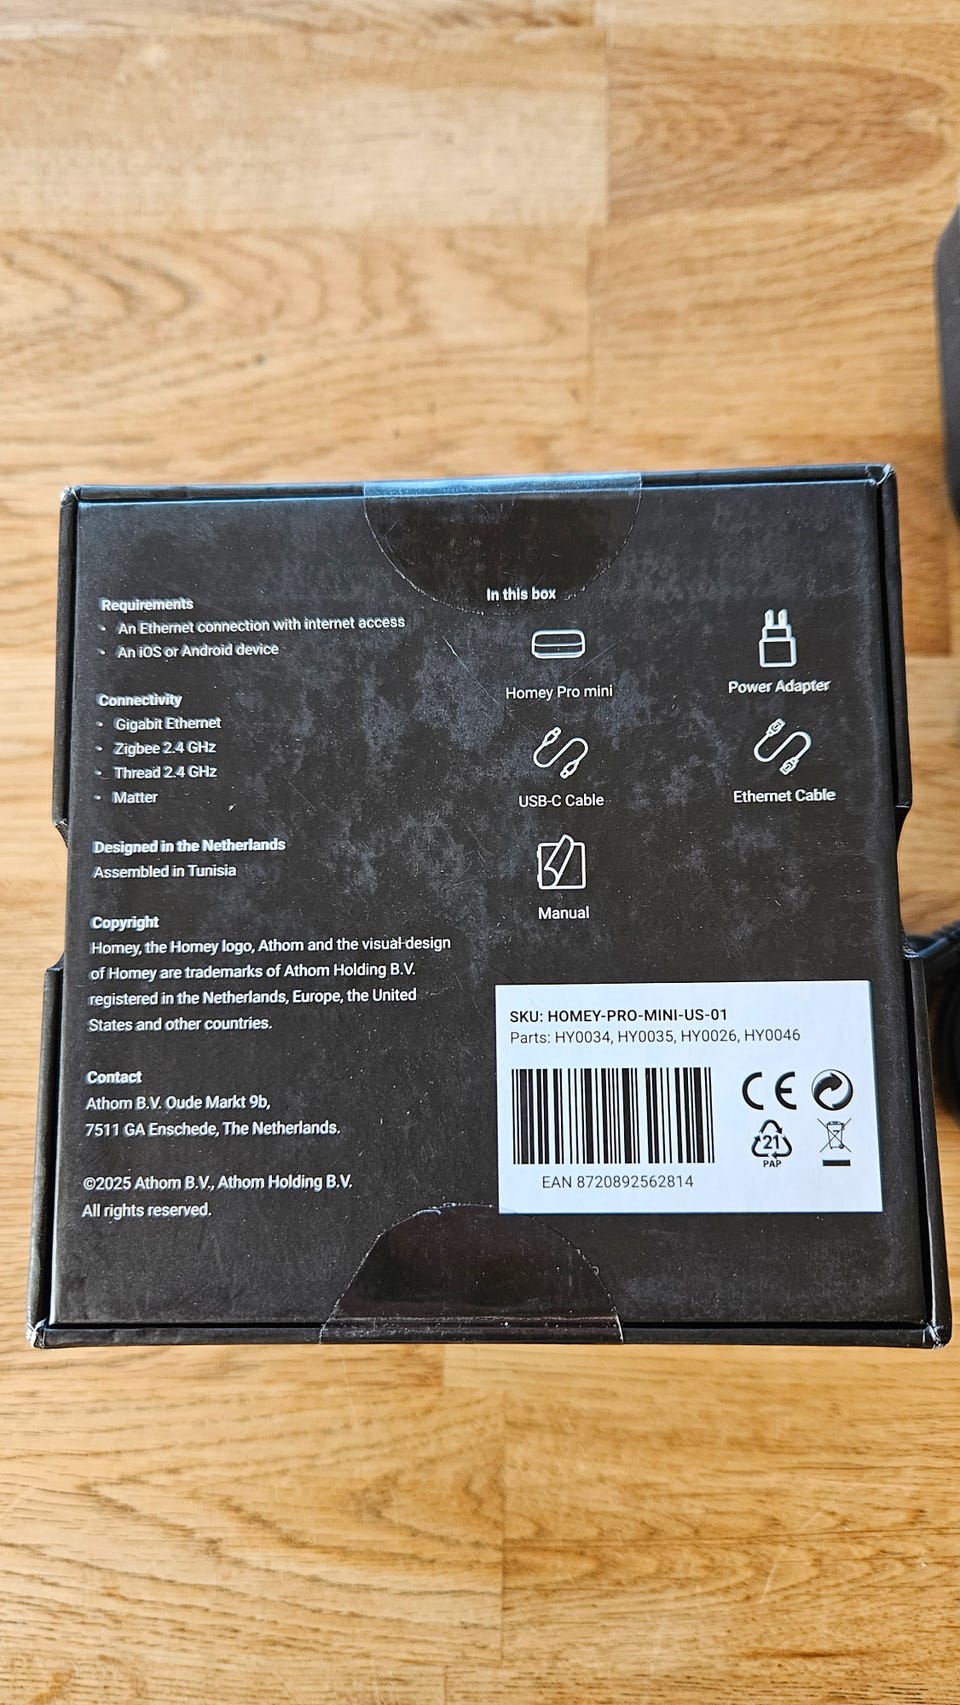 Requirements
• An Ethernet connection with internet access
• An iOS or Android device
Connectivity
• Gigabit Ethernet
• Zigbee 2.4 GHz
• Thread 2.4 GHz
• Matter
Designed in the Netherlands
Assembled in Tunisia
Copyright
Homey, the Homey logo, Athom and the visual design
of Homey are trademarks of Athom Holding B.V.
registered in the Netherlands, Europe, the United
States and other countries.
Contact
Athom B.V. Oude Markt 9b,
7511 GA Enschede, The Netherlands.
©2025 Athom B.V., Athom Holding B.V.
All rights reserved.
In this box
Homey Pro mini
Power Adapter
USB-C Cable
Ethernet Cable
Manual
SKU: HOMEY-PRO-MINI-US-01
Parts: HY0034, HY0035, HY0026, HY0046
CE
21
PAP
EAN 8720892562814